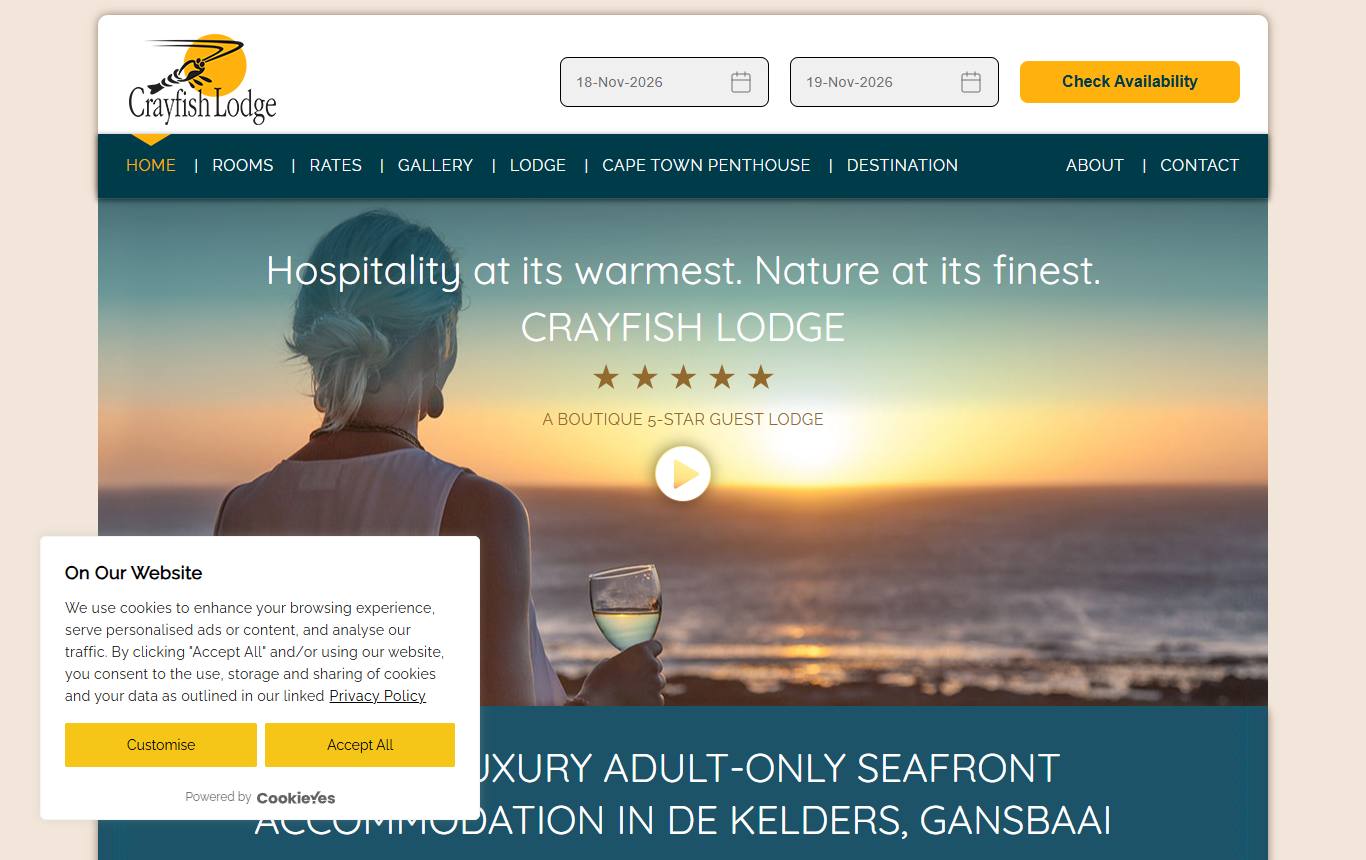 Crayfish Lodge
18-Nov-2026
19-Nov-2026
Check Availability
HOME | ROOMS | RATES | GALLERY | LODGE | CAPE TOWN PENTHOUSE | DESTINATION ABOUT | CONTACT
Hospitality at its warmest. Nature at its finest.
CRAYFISH LODGE
★ ★ ★ ★ ★
A BOUTIQUE 5-STAR GUEST LODGE
On Our Website
We use cookies to enhance your browsing experience,
serve personalised ads or content, and analyse our
traffic. By clicking "Accept All" and/or using our website,
you consent to the use, storage and sharing of cookies
and your data as outlined in our linked Privacy Policy
Customise
Accept All
Powered by CookieYes
UXURY ADULT-ONLY SEAFRONT
ACCOMMODATION IN DE KELDERS, GANSBAAI